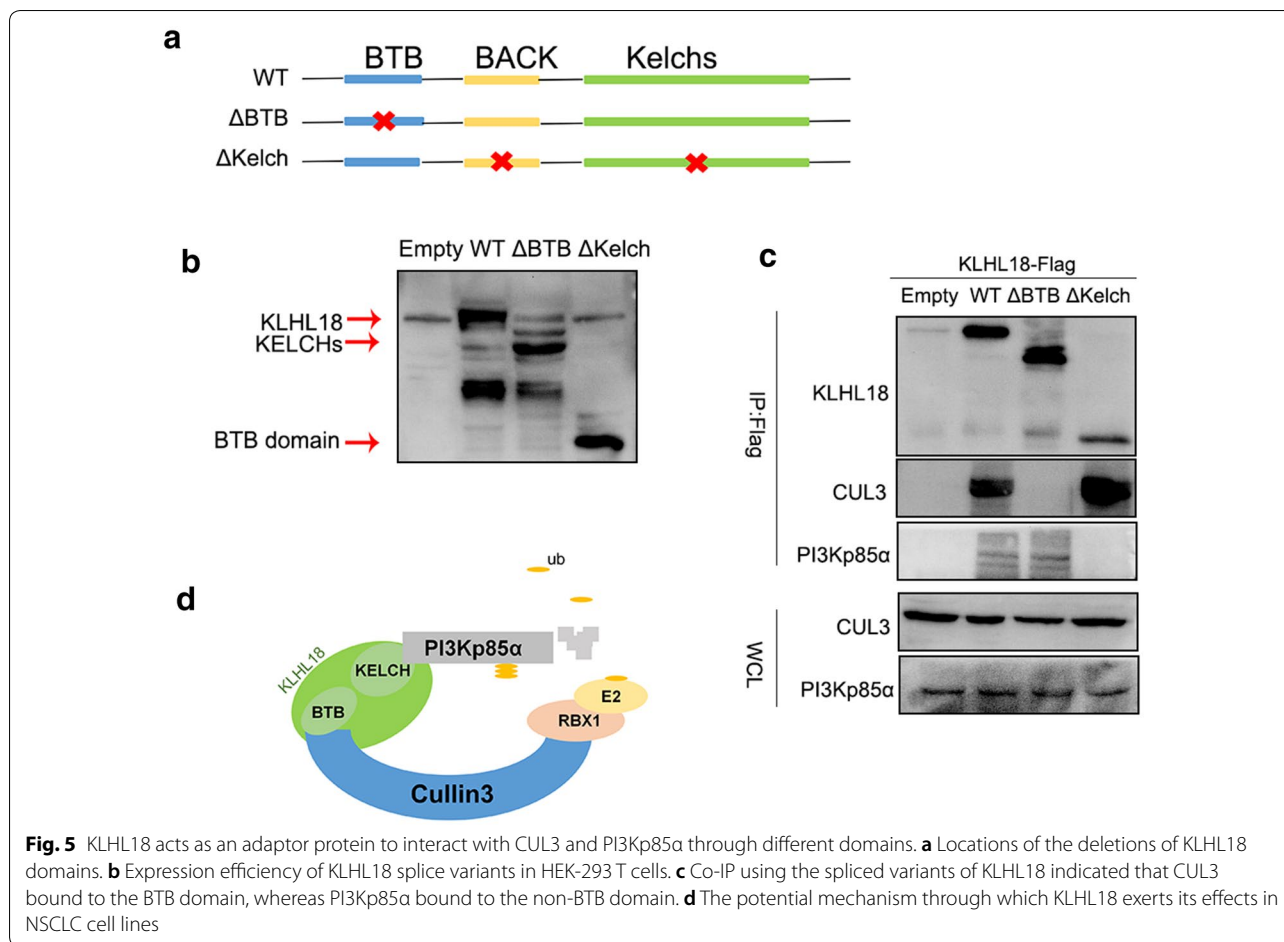 a
BTB BACK Kelchs
WT
ΔBTB
ΔKelch
b
Empty WT ΔBTB ΔKelch
KLHL18
KELCHs
BTB domain
c
KLHL18-Flag
Empty WT ΔBTB ΔKelch
IP:Flag
KLHL18
CUL3
PI3Kp85α
WCL
CUL3
PI3Kp85α
d
ub
PI3Kp85α
KLHL18
KELCH
BTB
E2
RBX1
Cullin3
Fig. 5 KLHL18 acts as an adaptor protein to interact with CUL3 and PI3Kp85α through different domains. a Locations of the deletions of KLHL18
domains. b Expression efficiency of KLHL18 splice variants in HEK-293 T cells. c Co-IP using the spliced variants of KLHL18 indicated that CUL3
bound to the BTB domain, whereas PI3Kp85α bound to the non-BTB domain. d The potential mechanism through which KLHL18 exerts its effects in
NSCLC cell lines